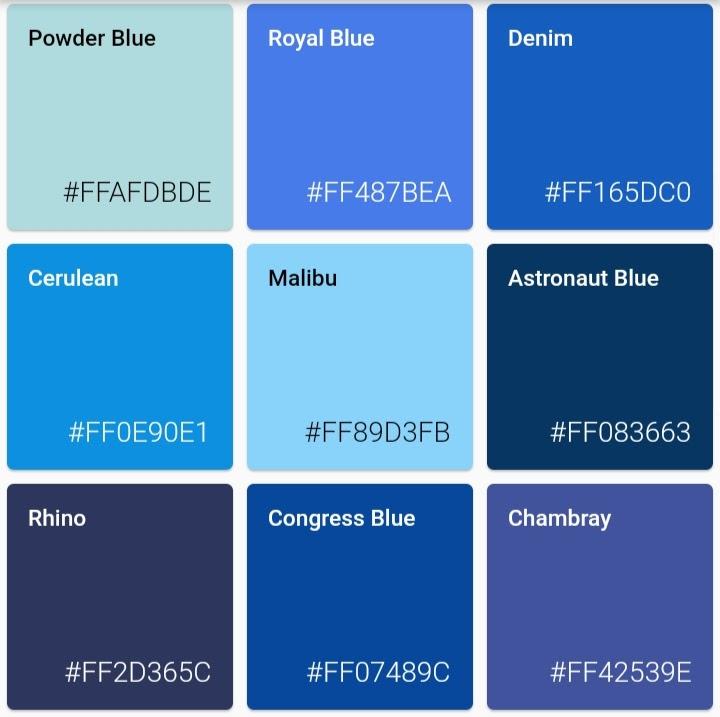 Powder Blue
#FFAFDBDE
Royal Blue
#FF487BEA
Denim
#FF165DC0
Cerulean
#FF0E90E1
Malibu
#FF89D3FB
Astronaut Blue
#FF083663
Rhino
#FF2D365C
Congress Blue
#FF07489C
Chambray
#FF42539E